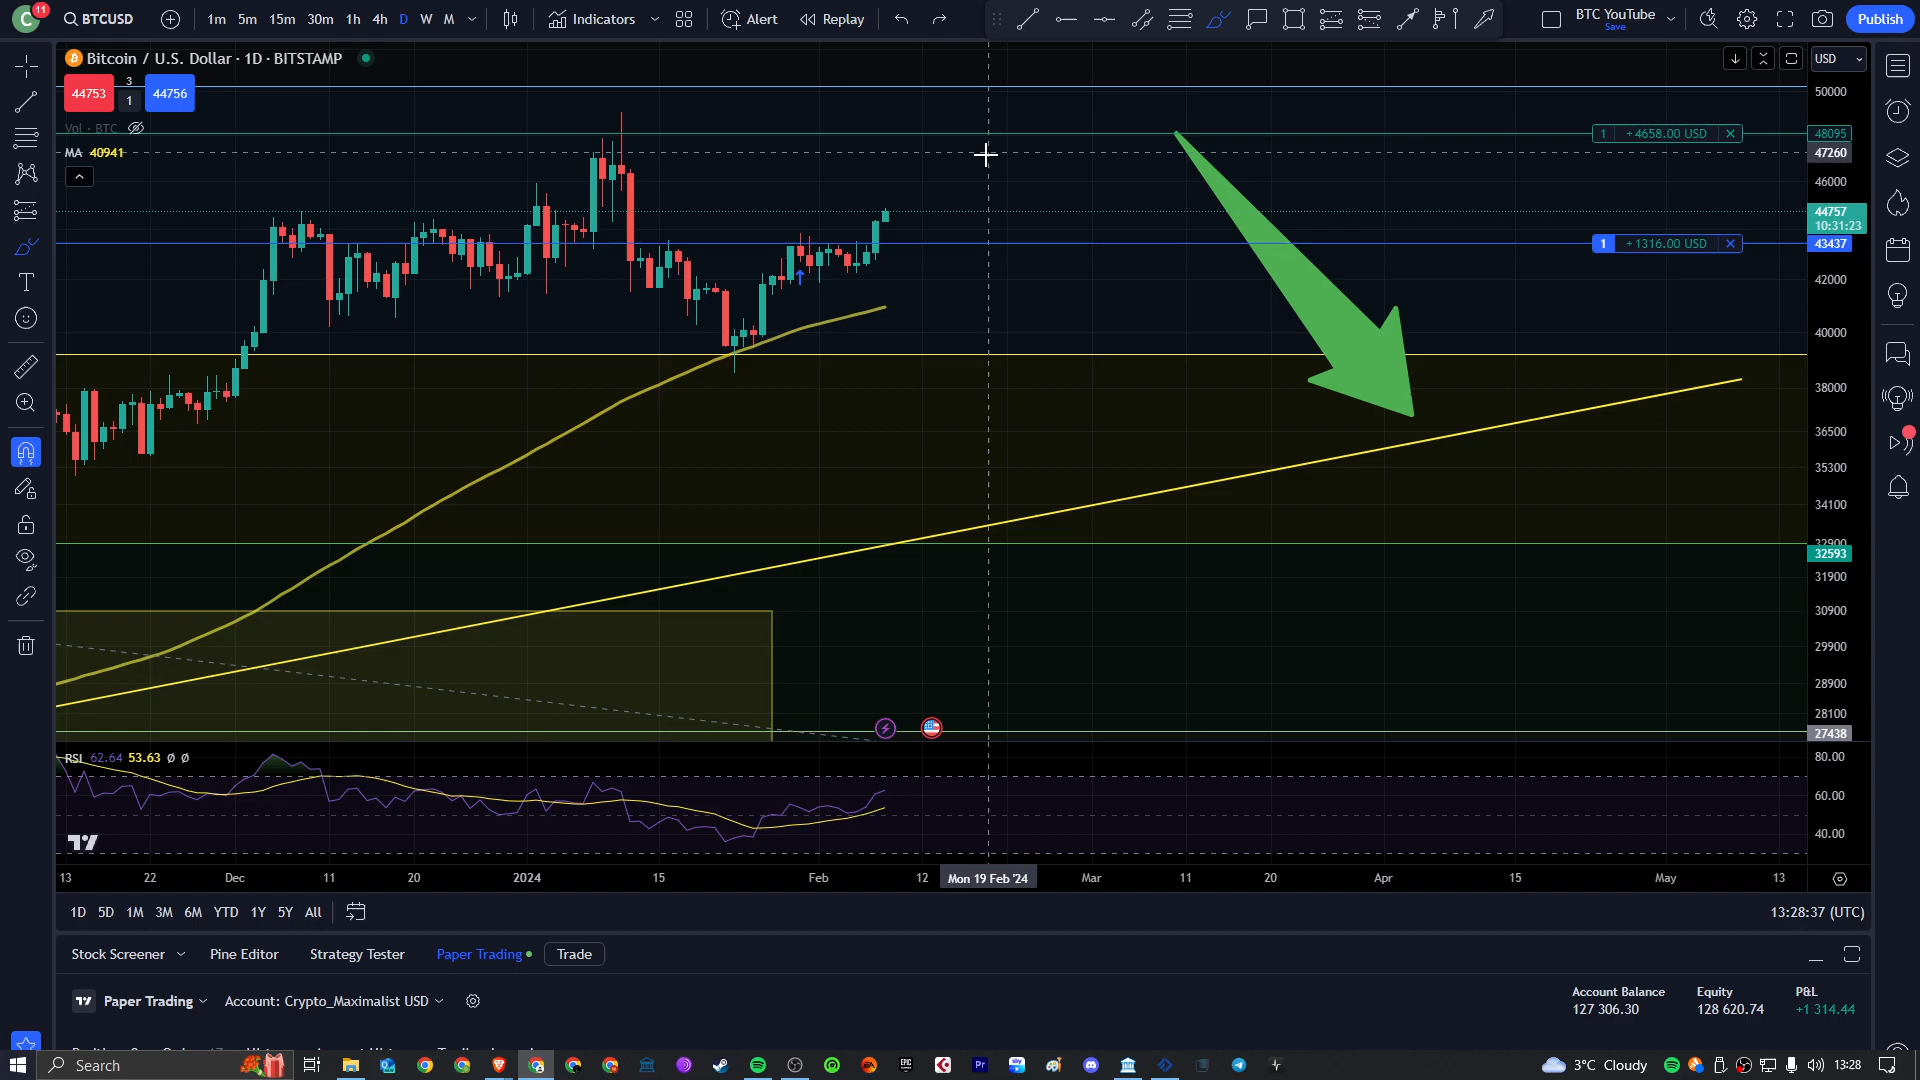 C 11 BTCUSD 1m 5m 15m 30m 1h 4h D W M Indicators Alert Replay BTC YouTube Save Publish
Bitcoin / U.S. Dollar · 1D · BITSTAMP USD
44753 3 1 44756
Vol · BTC
MA 40941
50000
1 +4658.00 USD 48095
47260
46000
44757
10:31:23
1 +1316.00 USD 43437
42000
40000
38000
36500
35300
34100
32900
32593
31900
30900
29900
28900
28100
27438
RSI 62.64 53.63 Ø Ø
80.00
60.00
40.00
13 22 Dec 11 20 2024 15 Feb 12 Mon 19 Feb '24 Mar 11 20 Apr 15 May 13
1D 5D 1M 3M 6M YTD 1Y 5Y All 13:28:37 (UTC)
Stock Screener Pine Editor Strategy Tester Paper Trading Trade
Paper Trading Account: Crypto_Maximalist USD
Account Balance Equity P&L
127 306.30 128 620.74 +1 314.44
Search 3°C Cloudy 13:28